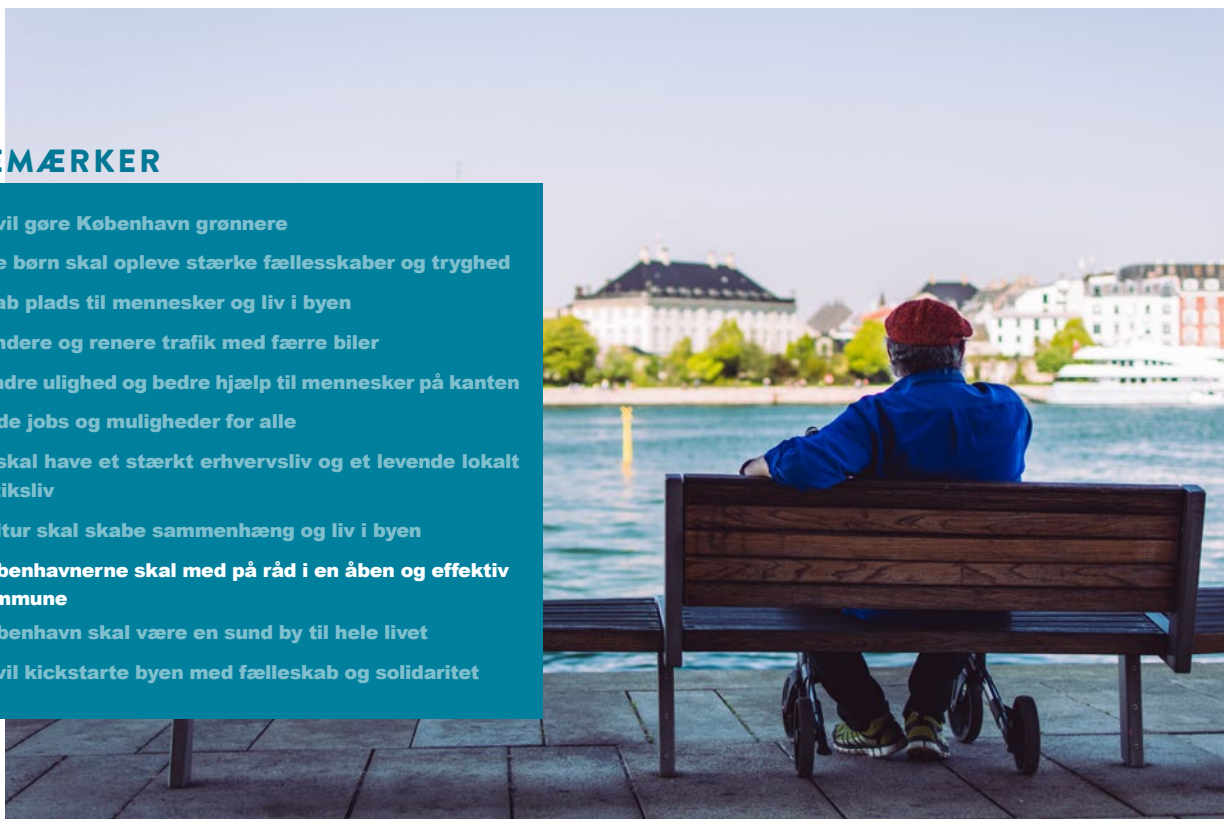 EMÆRKER
vil gøre København grønnere
e børn skal opleve stærke fællesskaber og tryghed
ab plads til mennesker og liv i byen
ndere og renere trafik med færre biler
ndre ulighed og bedre hjælp til mennesker på kanten
de jobs og muligheder for alle
skal have et stærkt erhvervsliv og et levende lokalt
tiksliv
ltur skal skabe sammenhæng og liv i byen
benhavnerne skal med på råd i en åben og effektiv
mmune
benhavn skal være en sund by til hele livet
vil kickstarte byen med fælleskab og solidaritet